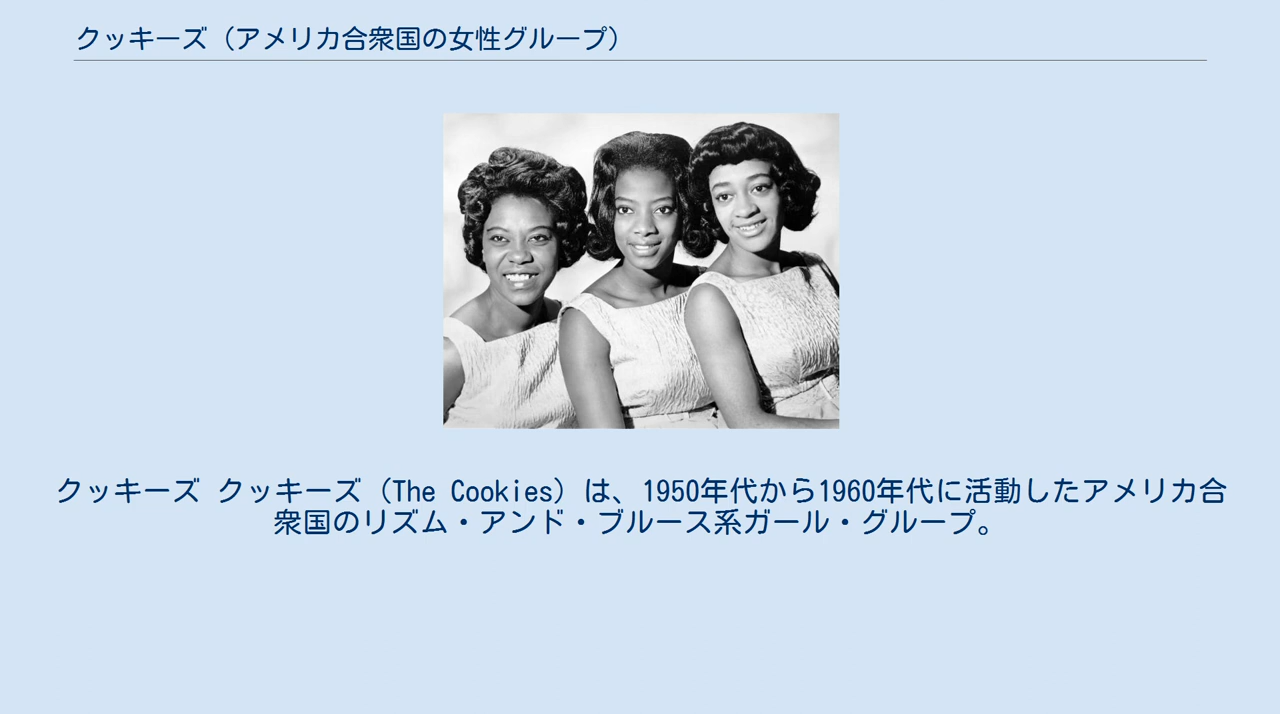 クッキーズ（アメリカ合衆国の女性グループ）
クッキーズ クッキーズ（The Cookies）は、1950年代から1960年代に活動したアメリカ合
衆国のリズム・アンド・ブルース系ガール・グループ。